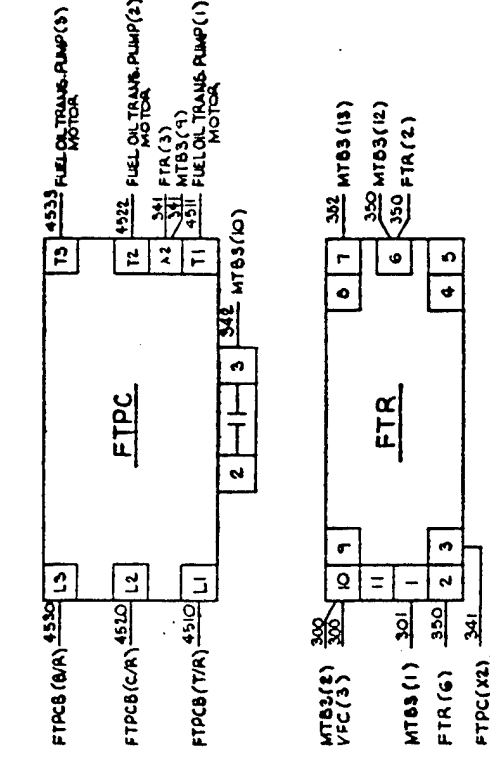 FTPCB(B/R) 4530 L3 T3 4533 FUEL OIL TRANS. PUMP(3)
MOTOR
FTPCB(C/R) 4520 L2 FTPC T2 4522 FUEL OIL TRANS. PUMP(2)
MOTOR
A2 341 FTR(3)
341 MTB3(9)
FTPCB(T/R) 4510 L1 T1 4511 FUEL OIL TRANS. PUMP(1)
MOTOR
2 3 342 MTB3(10)
MTB3(2) 300
VFC(3) 300 10 9 8 7 352 MTB3(13)
11 FTR 6 350 MTB3(12)
350 FTR(2)
MTB3(1) 301 1
FTR(6) 350 2 3 4 5
FTPC(X2) 341